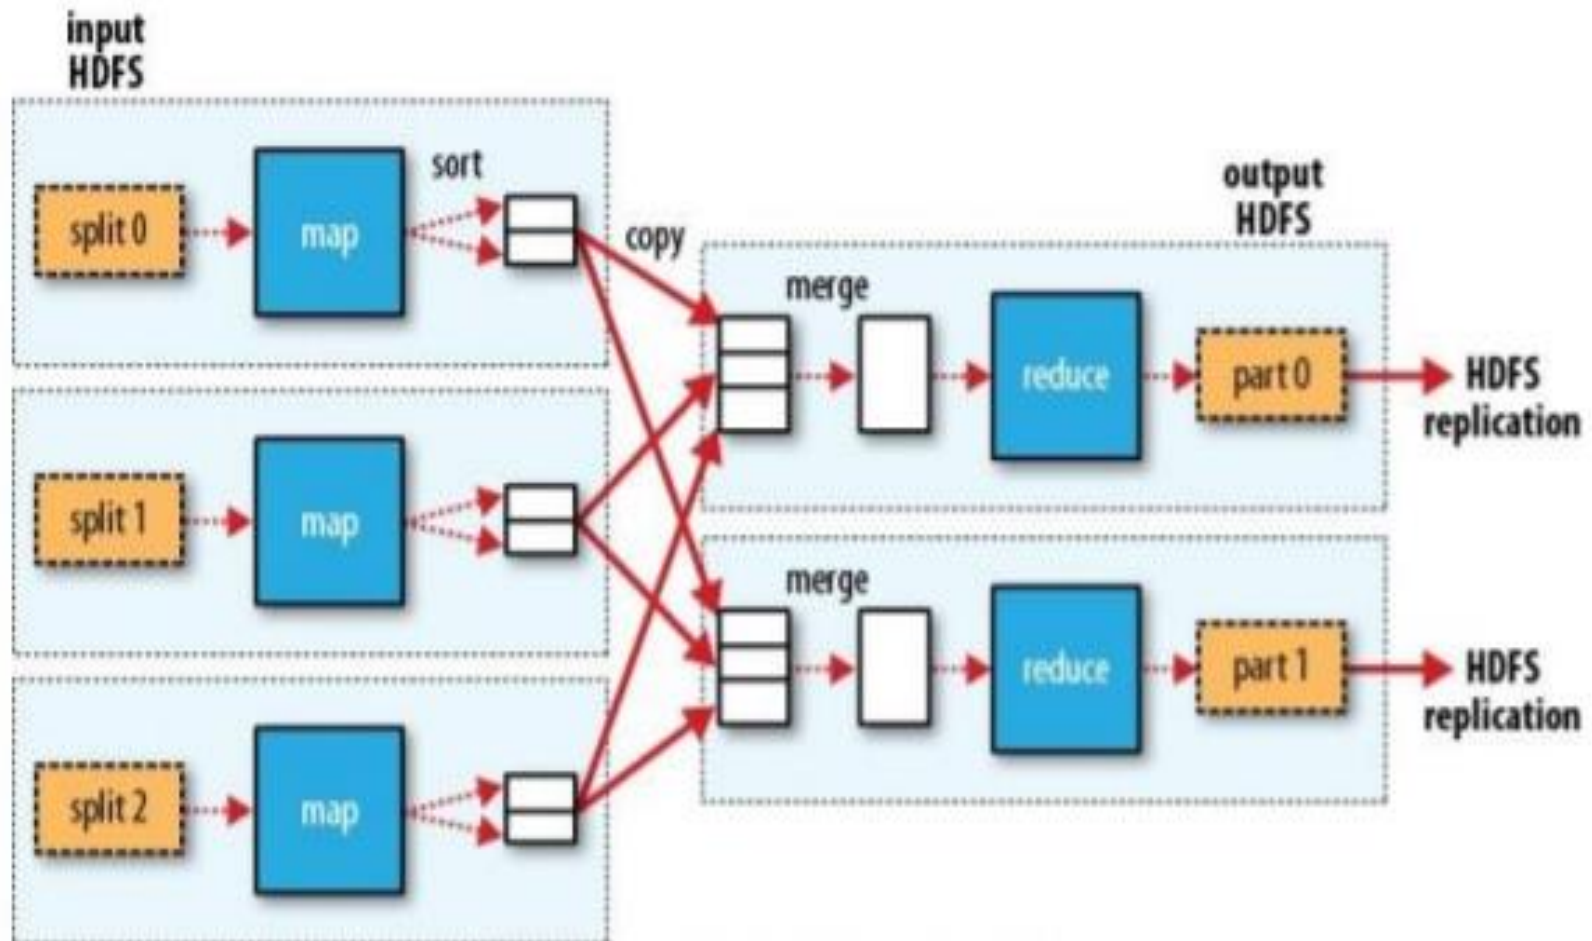 input
HDFS
split 0
map
sort
copy
split 1
map
split 2
map
output
HDFS
merge
reduce
part 0
HDFS
replication
merge
reduce
part 1
HDFS
replication